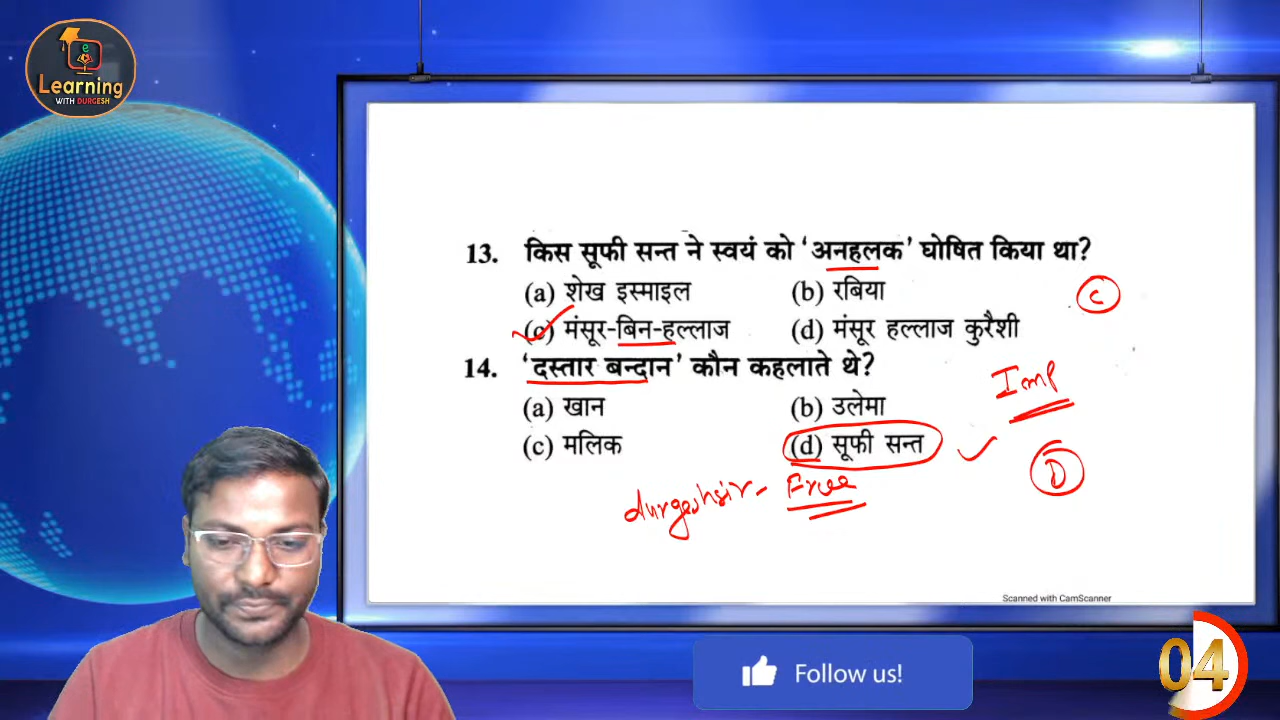 e
Learning
WITH DURGESH
13. किस सूफी सन्त ने स्वयं को 'अनहलक' घोषित किया था?
(a) शेख इस्माइल (b) रबिया
(c) मंसूर-बिन-हल्लाज (d) मंसूर हल्लाज कुरैशी
C
14. 'दस्तार बन्दान' कौन कहलाते थे?
Imp
(a) खान (b) उलेमा
(c) मलिक (d) सूफी सन्त
D
durgeshsir - Free
Scanned with CamScanner
Follow us!
04